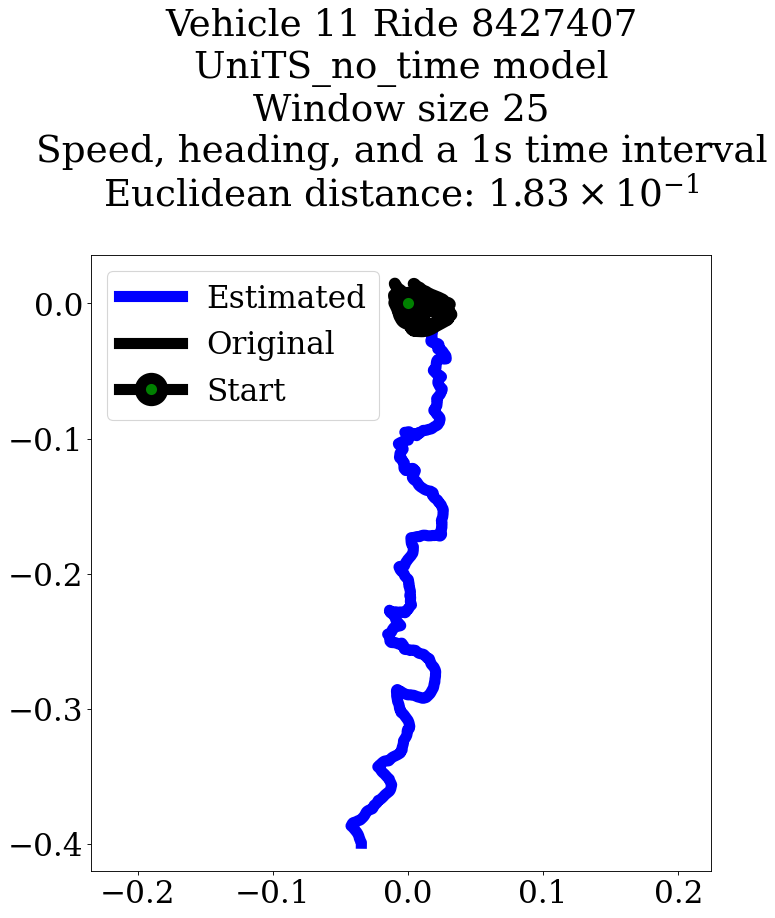 Vehicle 11 Ride 8427407
UniTS_no_time model
Window size 25
Speed, heading, and a 1s time interval
Euclidean distance: 1.83 × 10⁻¹
Estimated
Original
Start
0.0
−0.1
−0.2
−0.3
−0.4
−0.2 −0.1 0.0 0.1 0.2